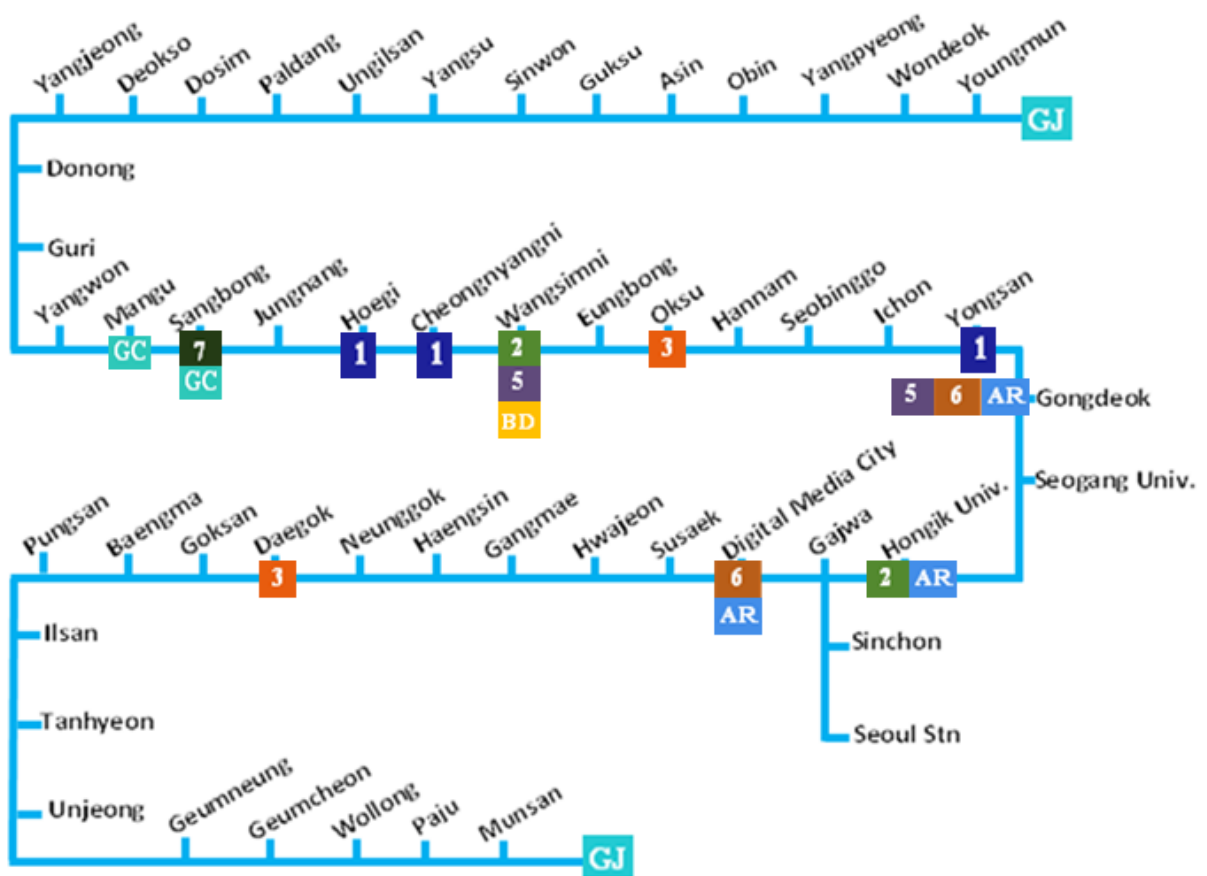 Yangjeong
Deokso
Dosim
Paldang
Ungilsan
Yangsu
Sinwon
Guksu
Asin
Obin
Yangpyeong
Wondeok
Youngmun
GJ
Donong
Guri
Yangwon
Mangu
GC
Sangbong
7
GC
Jungnang
Hoegi
1
Cheongnyangni
1
Wangsimni
2
5
BD
Eungbong
Oksu
3
Hannam
Seobinggo
Ichon
Yongsan
1
5 6 AR Gongdeok
Seogang Univ.
Pungsan
Baengma
Goksan
Daegok
3
Neunggok
Haengsin
Gangmae
Hwajeon
Susaek
Digital Media City
6
AR
Gajwa
Hongik Univ.
2 AR
Sinchon
Seoul Stn
Ilsan
Tanhyeon
Unjeong
Geumneung
Geumcheon
Wollong
Paju
Munsan
GJ